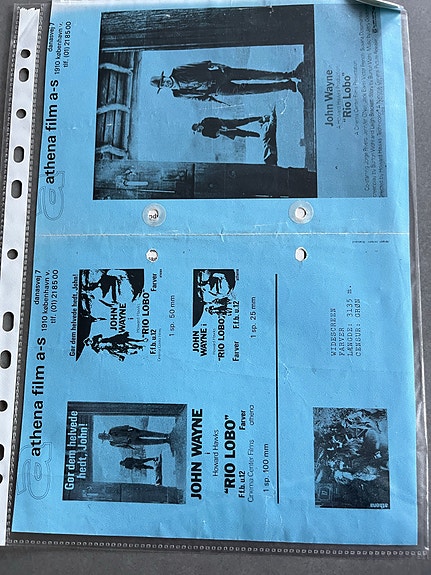 athena film a-s
danasvej 7
1910 københavn v.
tlf. (01) 21 85 00
John Wayne
"Rio Lobo"
athena film a-s
danasvej 7
1910 københavn v.
tlf. (01) 21 85 00
Gør dem helvede
hedt, John!
JOHN WAYNE
i
Howard Hawks
"RIO LOBO"
F.f.b. u.12 Farver
Cinema Center Films athena
1 sp. 100 mm
Gør dem helvede hedt, John!
JOHN
WAYNE
i
"RIO LOBO"
F.f.b. u.12 Farver
1 sp. 50 mm
JOHN
WAYNE i
"RIO LOBO"
Farver F.f.b. u.12
1 sp. 25 mm
WIDESCREEN
FARVER
LÆNGDE: 3135 m.
CENSUR: GRØN
athena